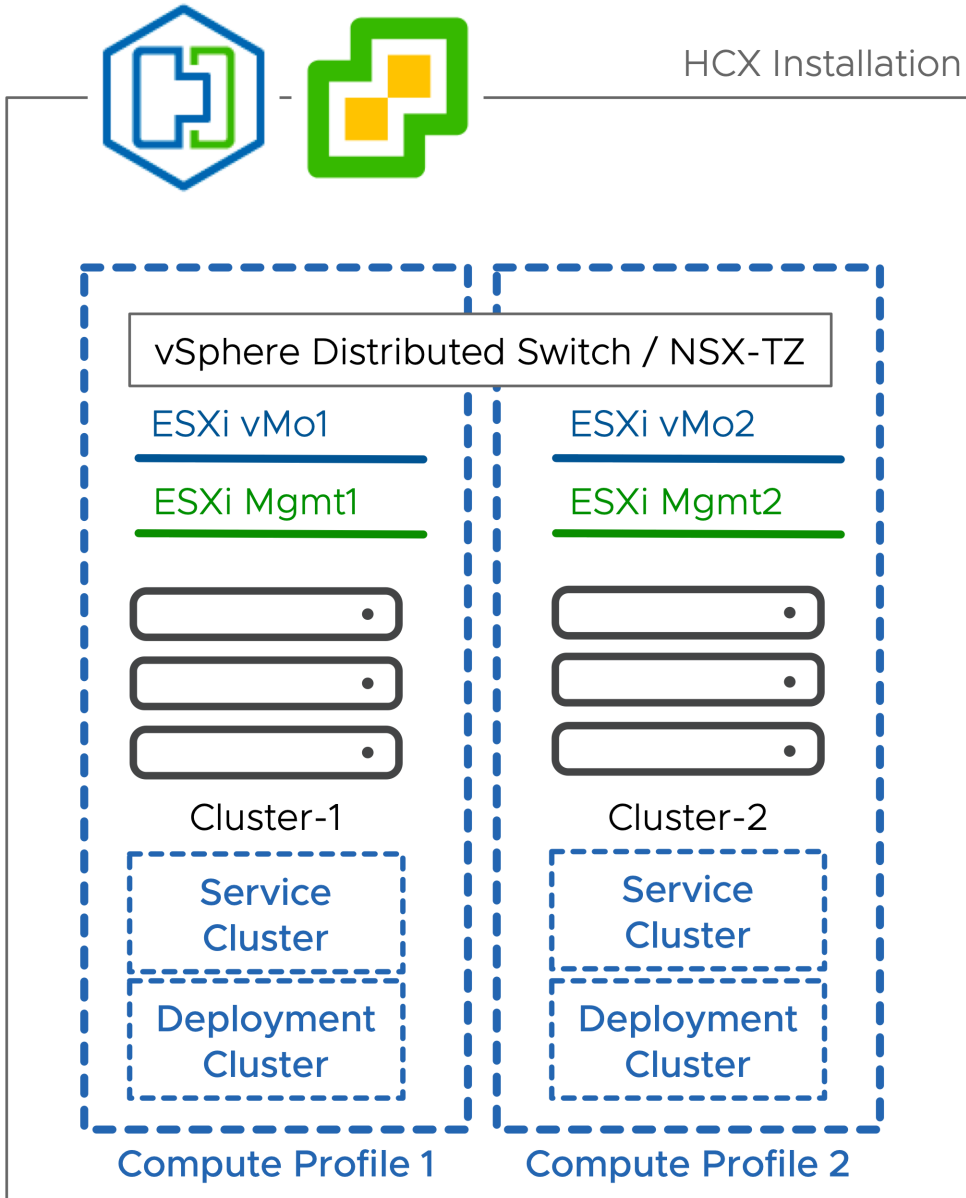 HCX Installation
vSphere Distributed Switch / NSX-TZ
ESXi vMo1
ESXi Mgmt1
Cluster-1
Service
Cluster
Deployment
Cluster
Compute Profile 1
ESXi vMo2
ESXi Mgmt2
Cluster-2
Service
Cluster
Deployment
Cluster
Compute Profile 2